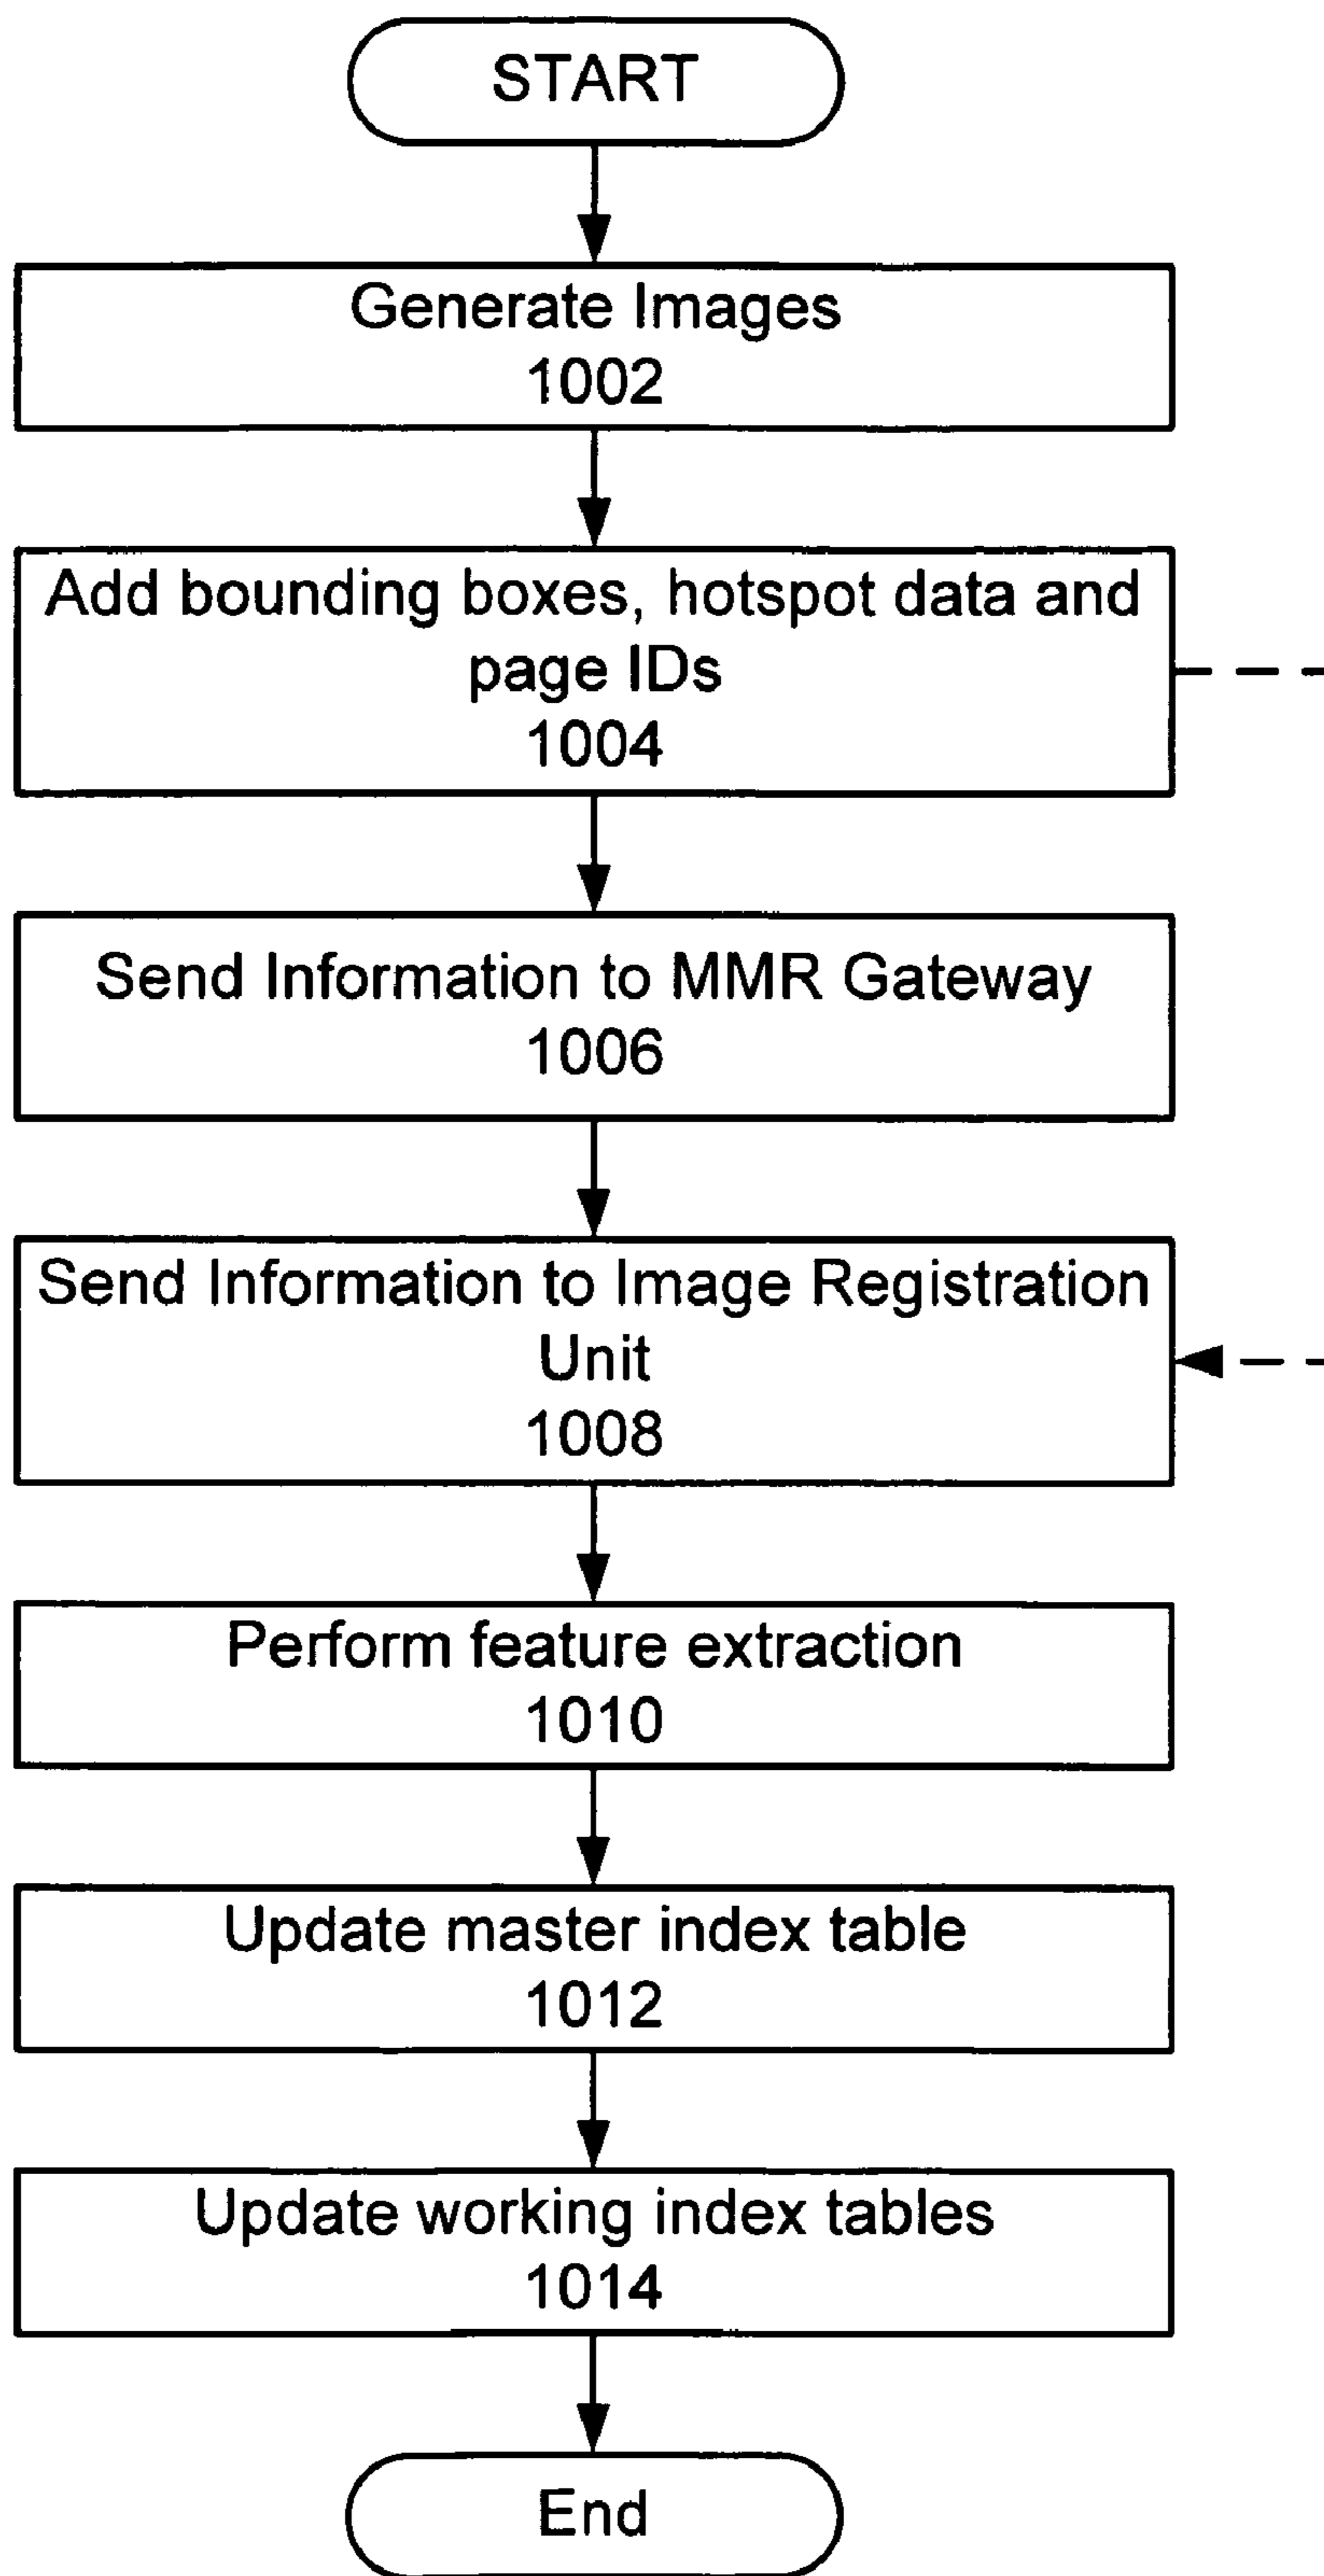 START
Generate Images
1002
Add bounding boxes, hotspot data and
page IDs
1004
Send Information to MMR Gateway
1006
Send Information to Image Registration
Unit
1008
Perform feature extraction
1010
Update master index table
1012
Update working index tables
1014
End